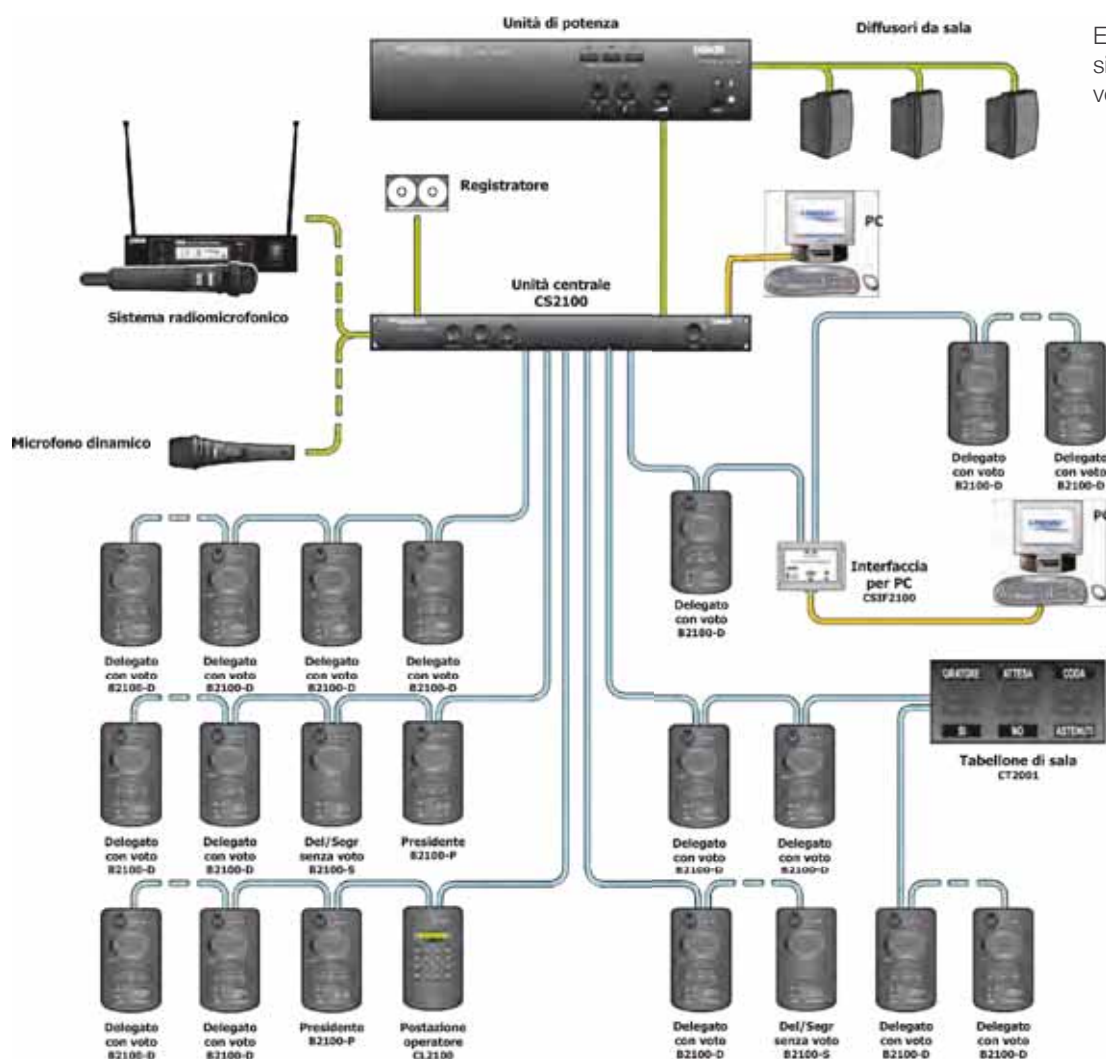 Unità di potenza
Diffusori da sala
Registratore
PC
Sistema radiomicrofonico
Unità centrale
CS2100
Microfono dinamico
Delegato
con voto
B2100-D
Delegato
con voto
B2100-D
PC
Interfaccia
per PC
CSIF2100
Delegato
con voto
B2100-D
Delegato
con voto
B2100-D
Delegato
con voto
B2100-D
Delegato
con voto
B2100-D
Delegato
con voto
B2100-D
ORATORE ATTESA CODA
SI NO ASTENUTI
Tabellone di sala
CT2001
Delegato
con voto
B2100-D
Delegato
con voto
B2100-D
Del/Segr
senza voto
B2100-S
Presidente
B2100-P
Delegato
con voto
B2100-D
Delegato
con voto
B2100-D
Delegato
con voto
B2100-D
Delegato
con voto
B2100-D
Presidente
B2100-P
Postazione
operatore
CL2100
Delegato
con voto
B2100-D
Del/Segr
senza voto
B2100-S
Delegato
con voto
B2100-D
Delegato
con voto
B2100-D